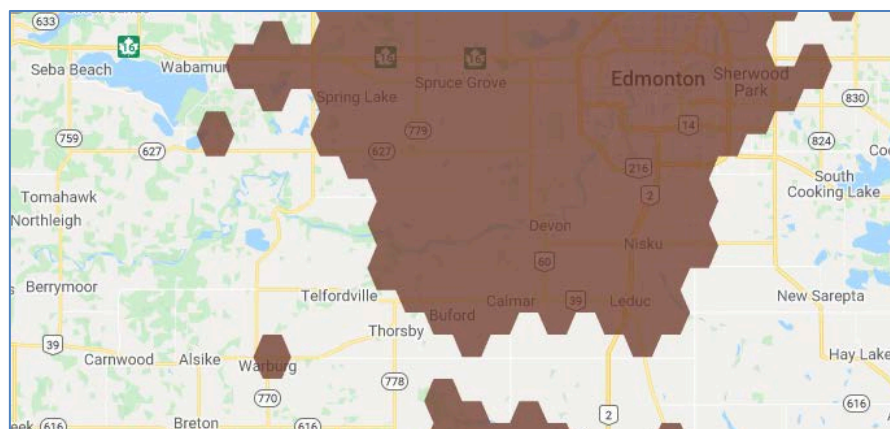 633
16
16
16
Seba Beach
Wabamun
Spruce Grove
Edmonton
Sherwood
Park
Spring Lake
830
759
779
14
824
627
627
216
South
Cooking Lake
Tomahawk
2
Northleigh
Devon
Nisku
60
Berrymoor
Telfordville
Calmar
39
Leduc
New Sarepta
Buford
Thorsby
39
Carnwood
Alsike
Warburg
Hay Lake
778
770
616
2
616
Breton
616